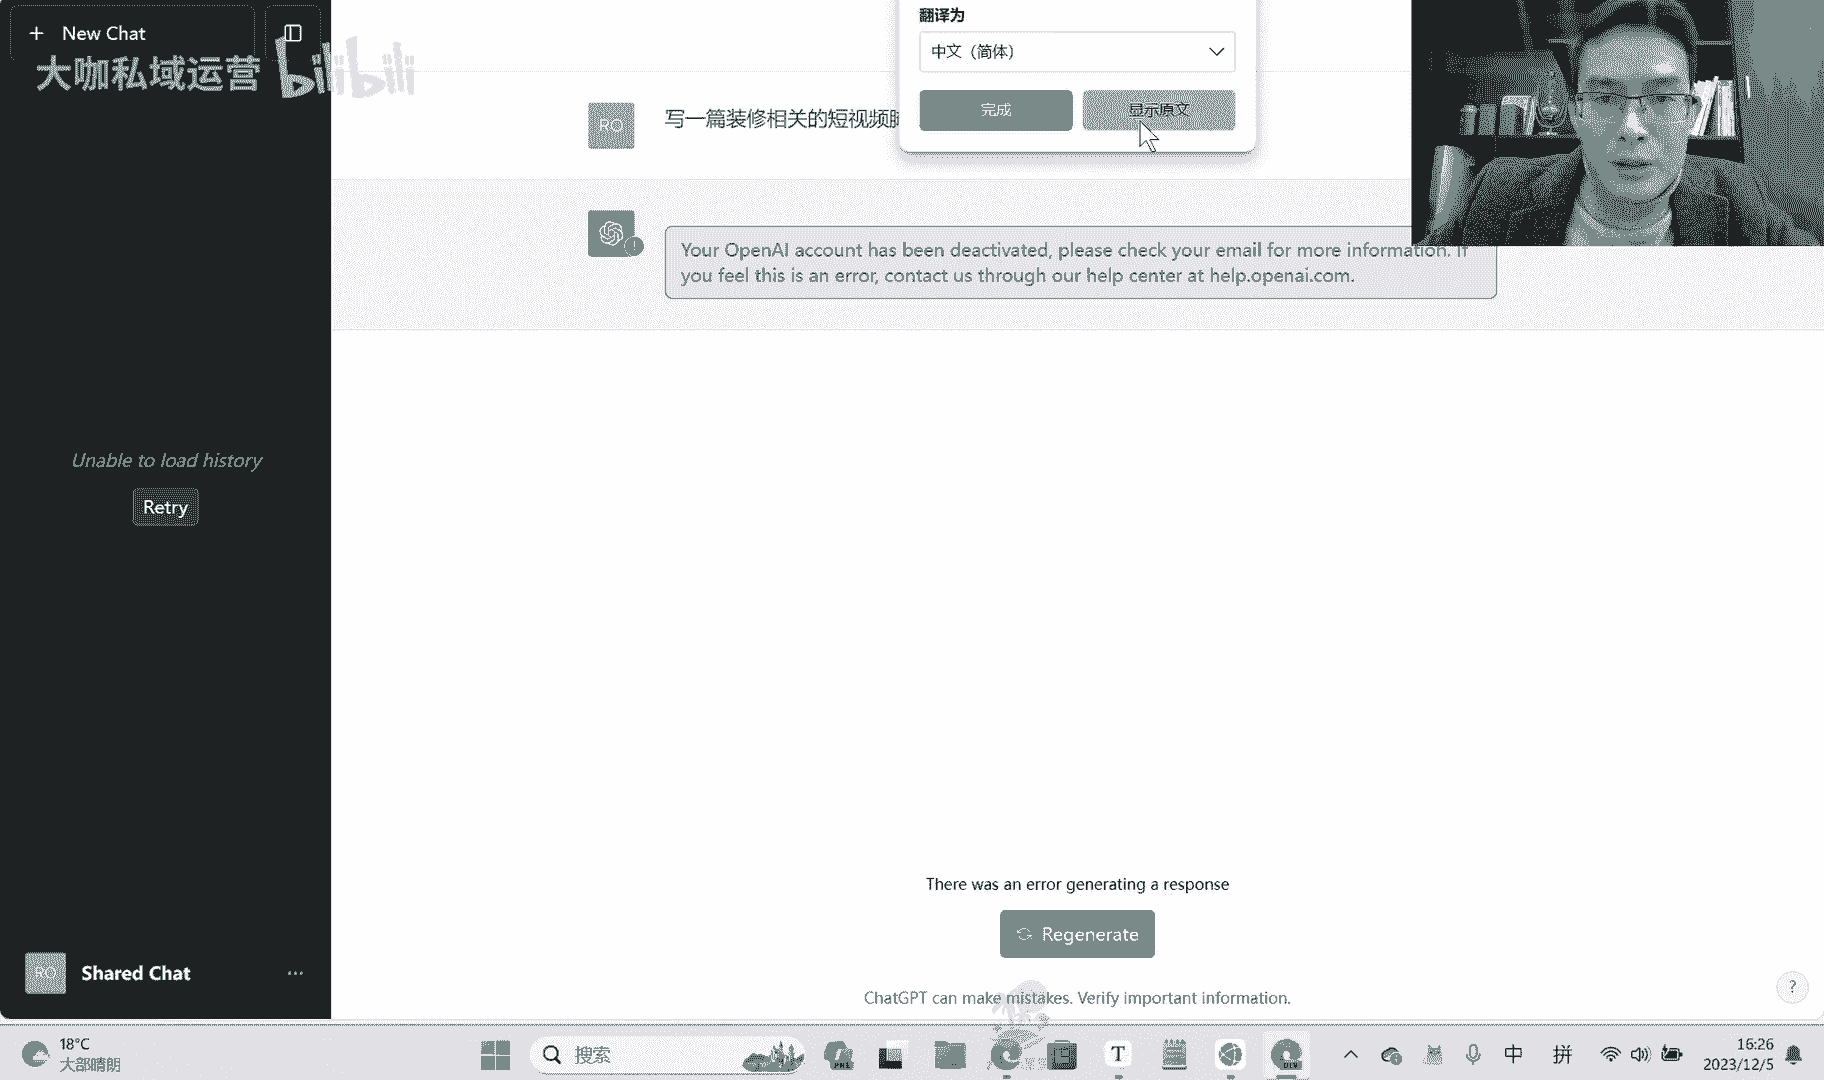 New Chat
大咖私域运营 bilibili
翻译为
中文（简体）
完成
显示原文
RO
写一篇装修相关的短视频
Your OpenAI account has been deactivated, please check your email for more information. If
you feel this is an error, contact us through our help center at help.openai.com.
Unable to load history
Retry
There was an error generating a response
Regenerate
RO
Shared Chat
ChatGPT can make mistakes. Verify important information.
?
18°C
大部晴朗
搜索
T
DEV
中
拼
16:26
2023/12/5